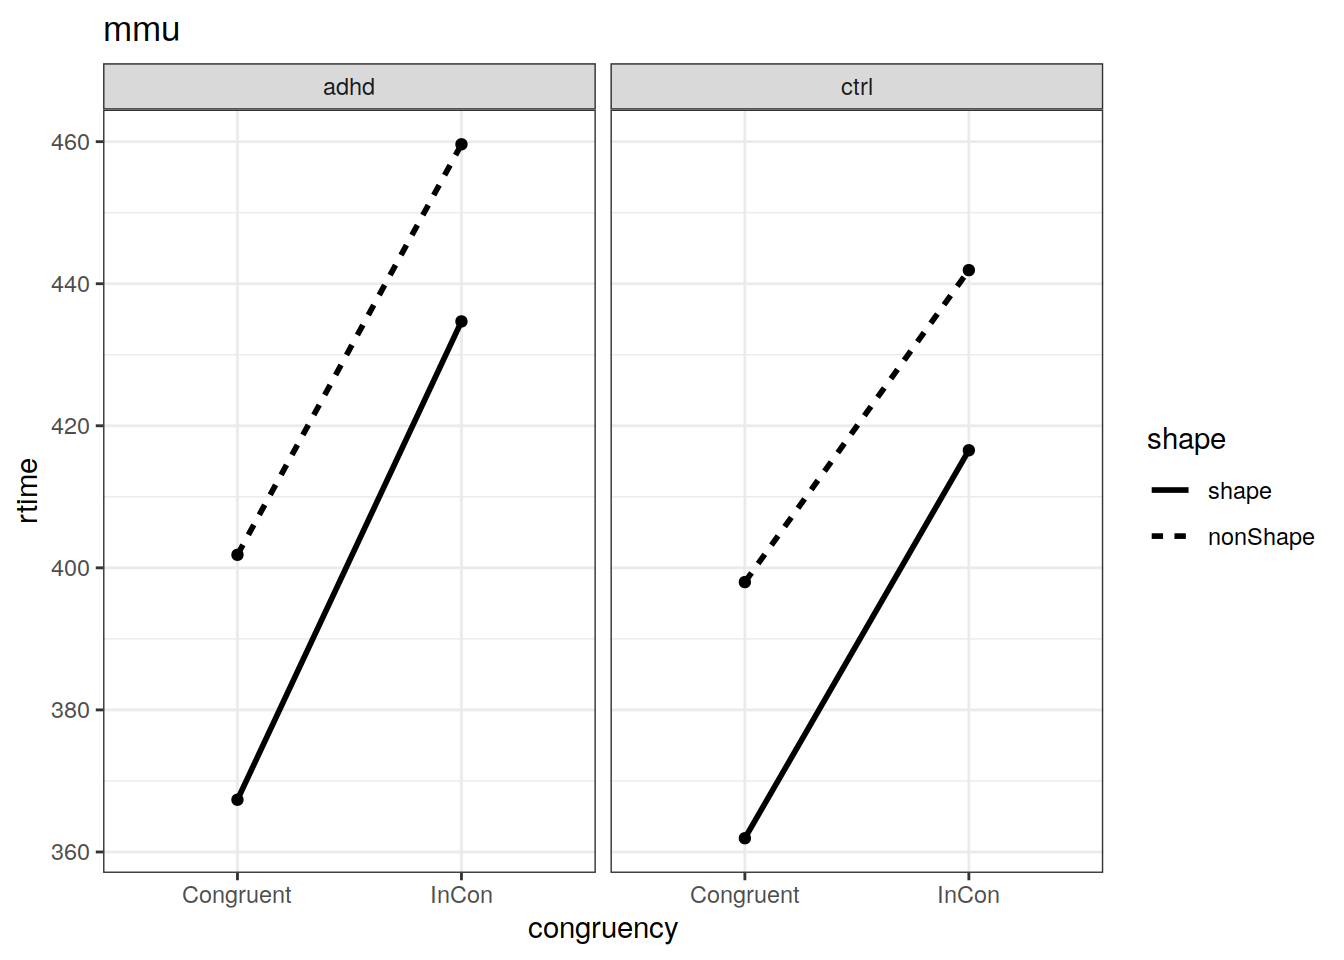 mmu
adhd
ctrl
460
440
420
400
380
360
rtime
Congruent
InCon
Congruent
InCon
congruency
shape
shape
nonShape